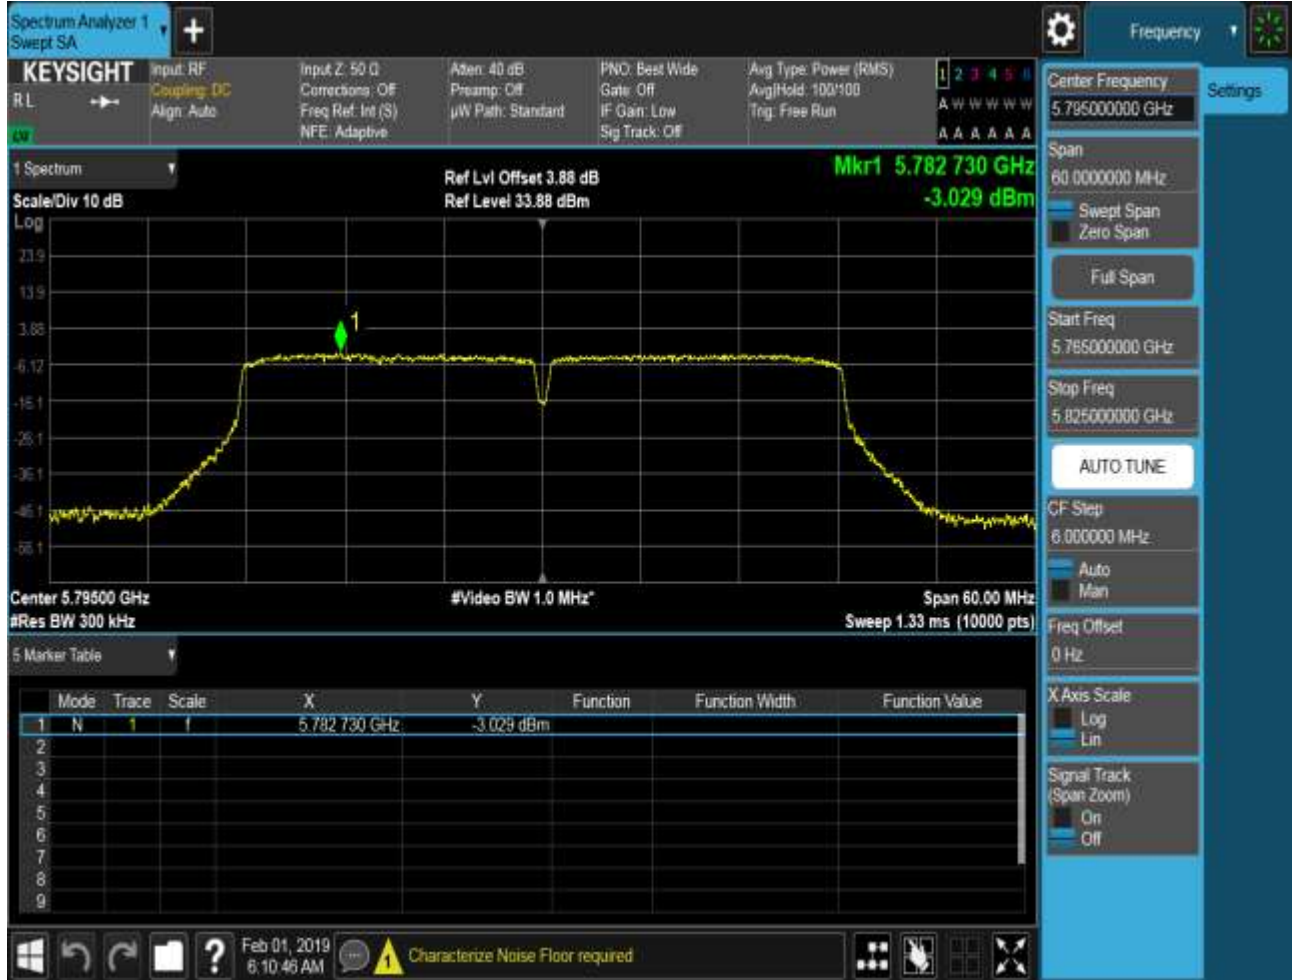 Spectrum Analyzer 1
Swept SA
+
Frequency
KEYSIGHT
RL
Input: RF
Coupling: DC
Align: Auto
Input Z: 50 Ω
Corrections: Off
Freq Ref: Int (S)
NFE: Adaptive
Atten: 40 dB
Preamp: Off
µW Path: Standard
PNO: Best Wide
Gate: Off
IF Gain: Low
Sig Track: Off
Avg Type: Power (RMS)
Avg|Hold: 100/100
Trig: Free Run
1 2 3 4 5 6
A W W W W W
A A A A A A
1 Spectrum
Scale/Div 10 dB
Ref Lvl Offset 3.88 dB
Ref Level 33.88 dBm
Mkr1 5.782 730 GHz
-3.029 dBm
Log
23.9
13.9
3.88
-6.12
-16.1
-26.1
-36.1
-46.1
-56.1
1
Center 5.79500 GHz
#Res BW 300 kHz
#Video BW 1.0 MHz*
Span 60.00 MHz
Sweep 1.33 ms (10000 pts)
5 Marker Table
Mode Trace Scale X Y Function Function Width Function Value
1 N 1 f 5.782 730 GHz -3.029 dBm
2
3
4
5
6
7
8
9
Center Frequency
5.795000000 GHz
Settings
Span
60.0000000 MHz
Swept Span
Zero Span
Full Span
Start Freq
5.765000000 GHz
Stop Freq
5.825000000 GHz
AUTO TUNE
CF Step
6.000000 MHz
Auto
Man
Freq Offset
0 Hz
X Axis Scale
Log
Lin
Signal Track
(Span Zoom)
On
Off
?
Feb 01, 2019
6:10:46 AM
1
Characterize Noise Floor required